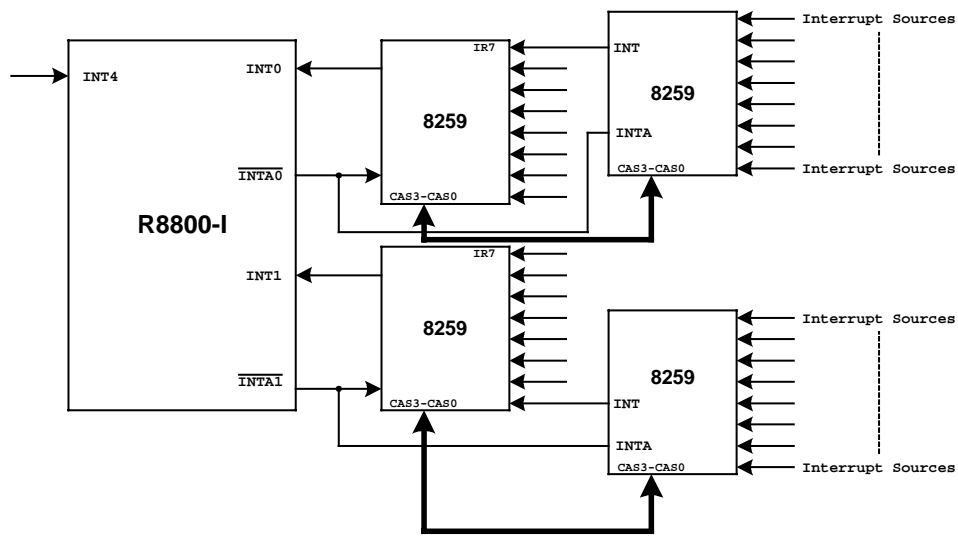 Interrupt Sources
IR7
INT
INT0
INT4
8259
8259
INTA
INTA0
CAS3-CAS0
Interrupt Sources
CAS3-CAS0
R8800-I
IR7
INT1
Interrupt Sources
8259
8259
INTA1
CAS3-CAS0
INT
INTA
CAS3-CAS0
Interrupt Sources